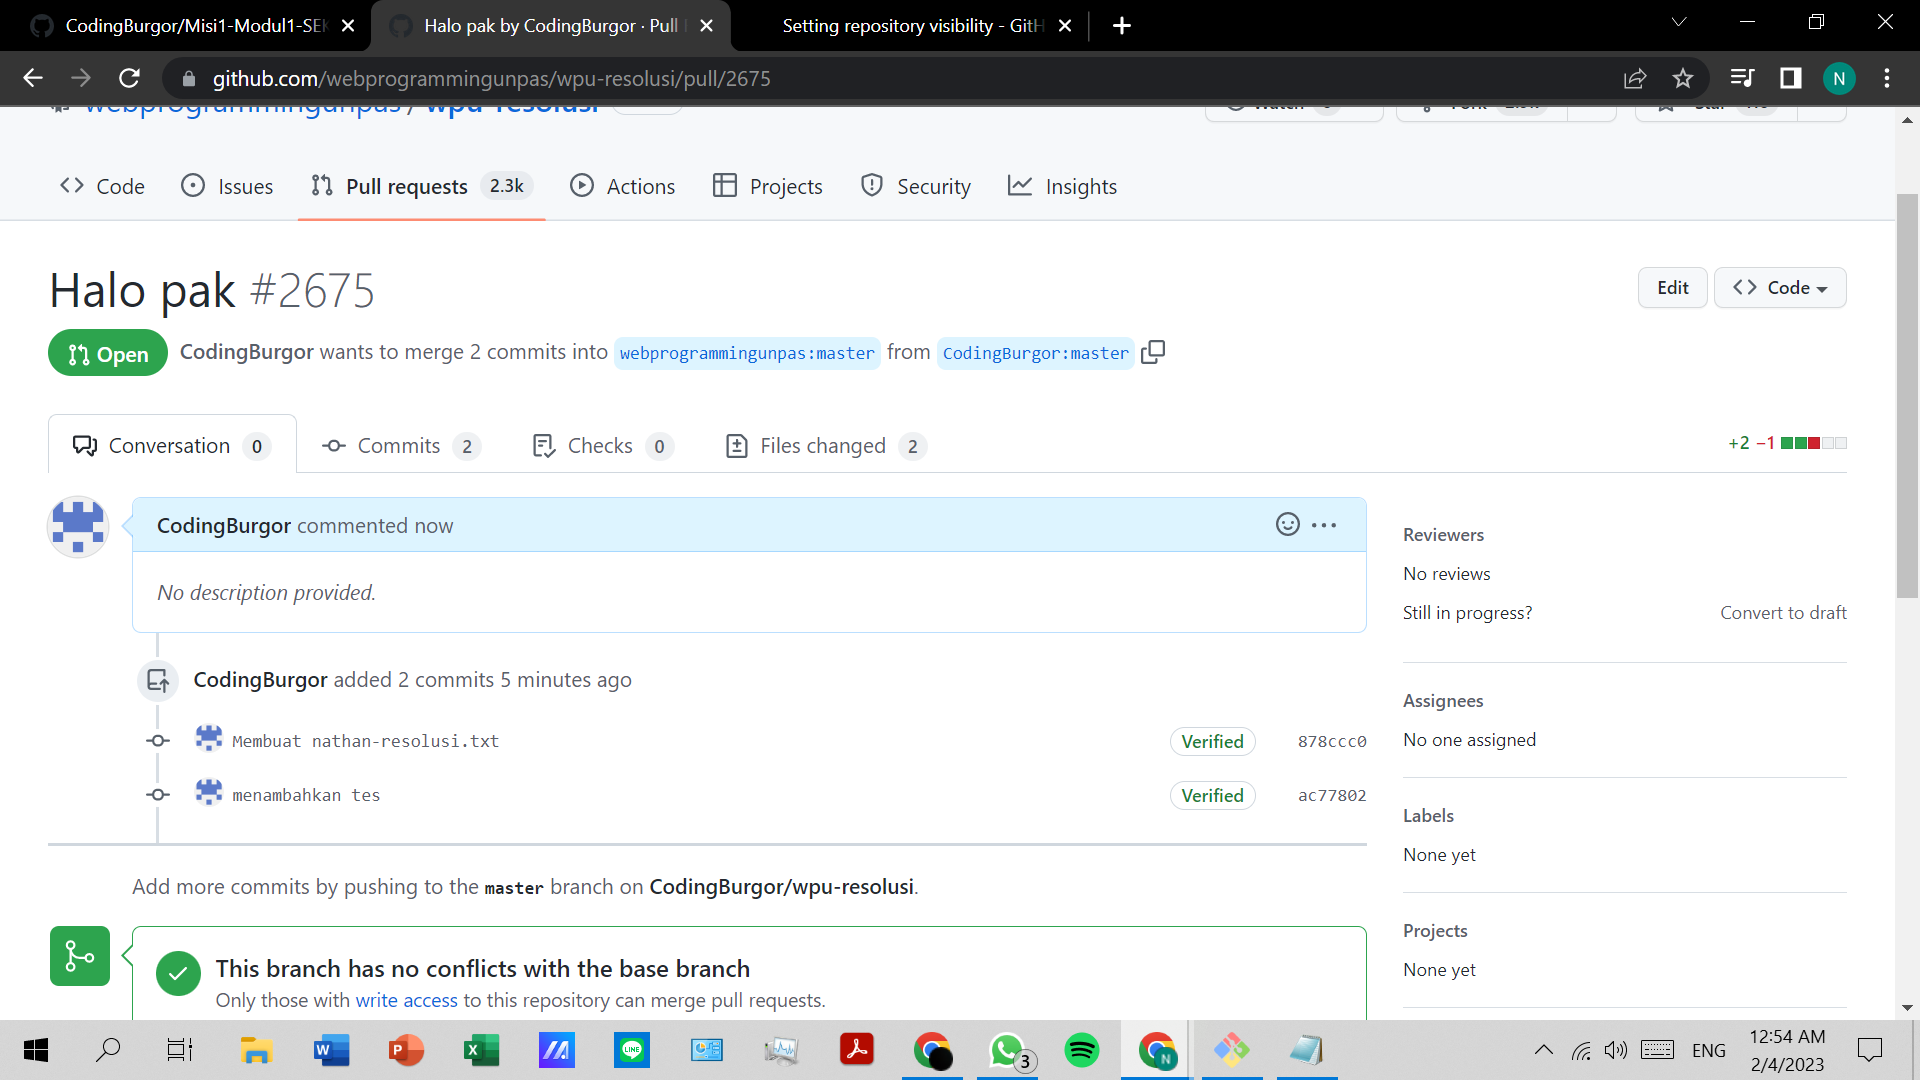 CodingBurgor/Misi1-Modul1-SEK
Halo pak by CodingBurgor · Pull
Setting repository visibility - GitH
github.com/webprogrammingunpas/wpu-resolusi/pull/2675
N
webprogrammingunpas / wpu-resolusi
Watch
Fork
Star
Code
Issues
Pull requests 2.3k
Actions
Projects
Security
Insights
Halo pak #2675
Edit
Code
Open
CodingBurgor wants to merge 2 commits into webprogrammingunpas:master from CodingBurgor:master
Conversation 0
Commits 2
Checks 0
Files changed 2
+2 −1
CodingBurgor commented now
No description provided.
Reviewers
No reviews
Still in progress?
Convert to draft
CodingBurgor added 2 commits 5 minutes ago
Assignees
No one assigned
Membuat nathan-resolusi.txt
Verified
878ccc0
menambahkan tes
Verified
ac77802
Labels
None yet
Add more commits by pushing to the master branch on CodingBurgor/wpu-resolusi.
Projects
None yet
This branch has no conflicts with the base branch
Only those with write access to this repository can merge pull requests.
W
P
X
LINE
3
N
ENG
12:54 AM
2/4/2023